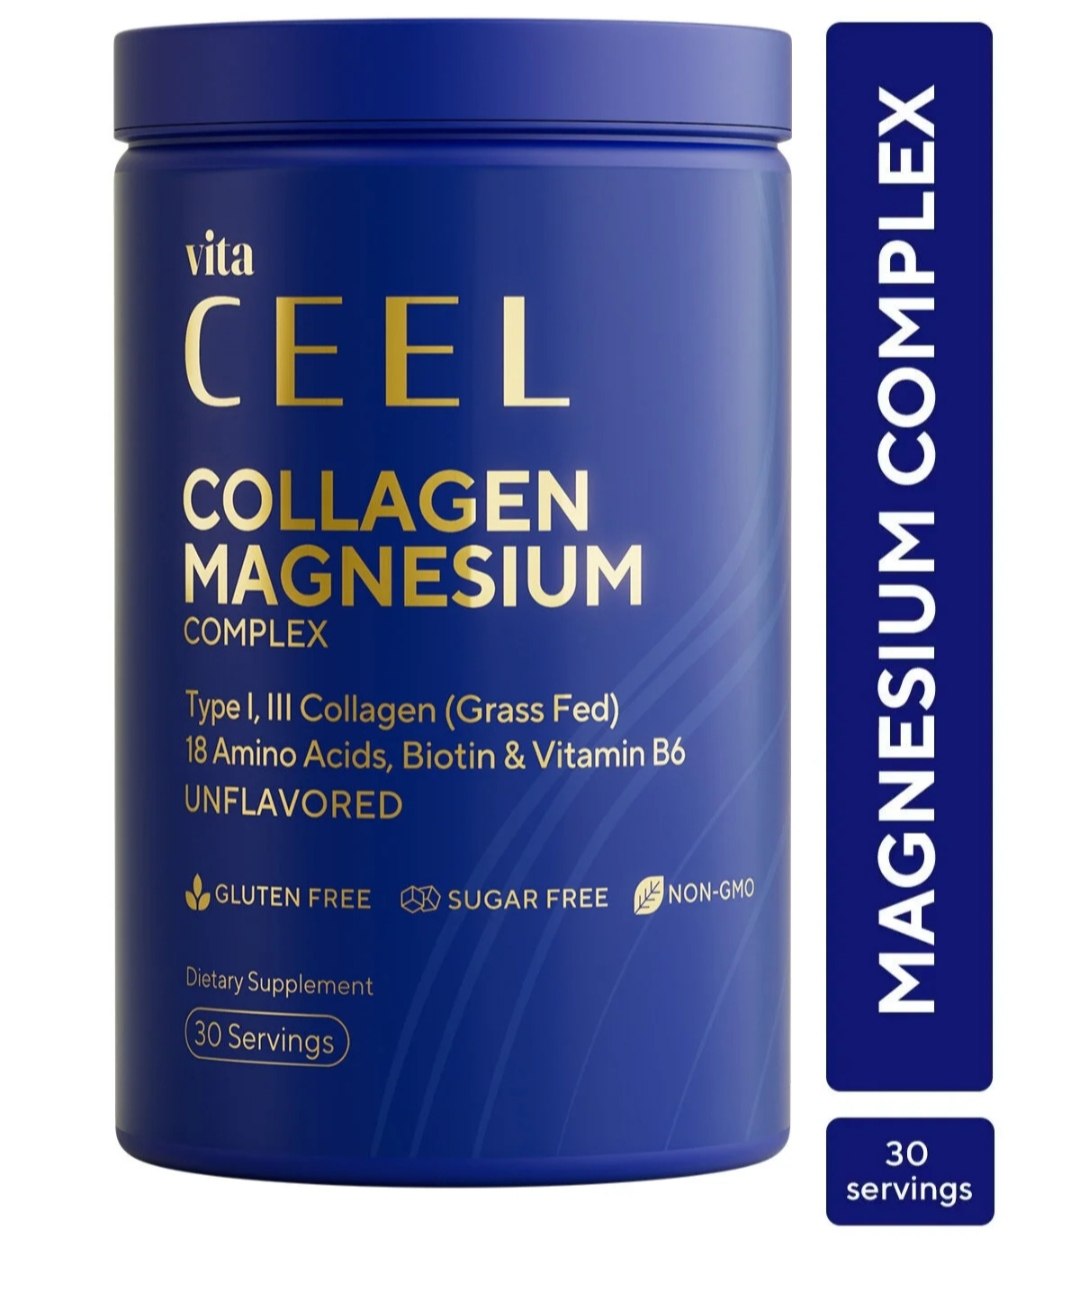 vita
CEEL
COLLAGEN
MAGNESIUM
COMPLEX
Type I, III Collagen (Grass Fed)
18 Amino Acids, Biotin & Vitamin B6
UNFLAVORED
GLUTEN FREE SUGAR FREE NON-GMO
Dietary Supplement
30 Servings
MAGNESIUM COMPLEX
30
servings